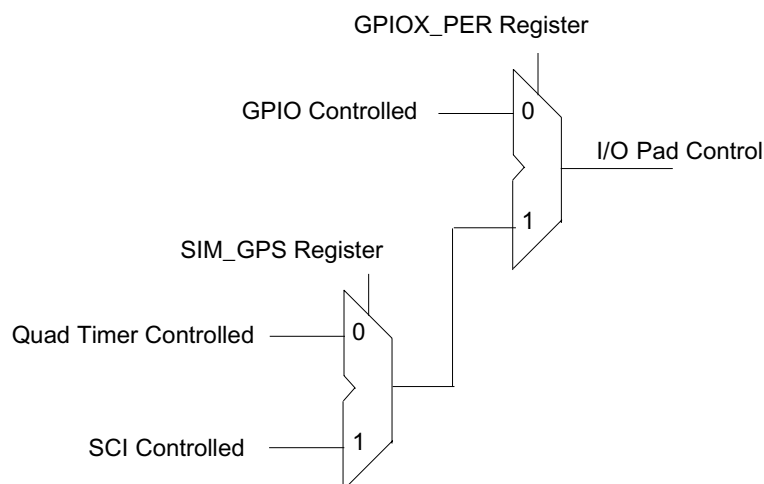 GPIOX_PER Register
GPIO Controlled
0
I/O Pad Control
1
SIM_GPS Register
Quad Timer Controlled
0
SCI Controlled
1